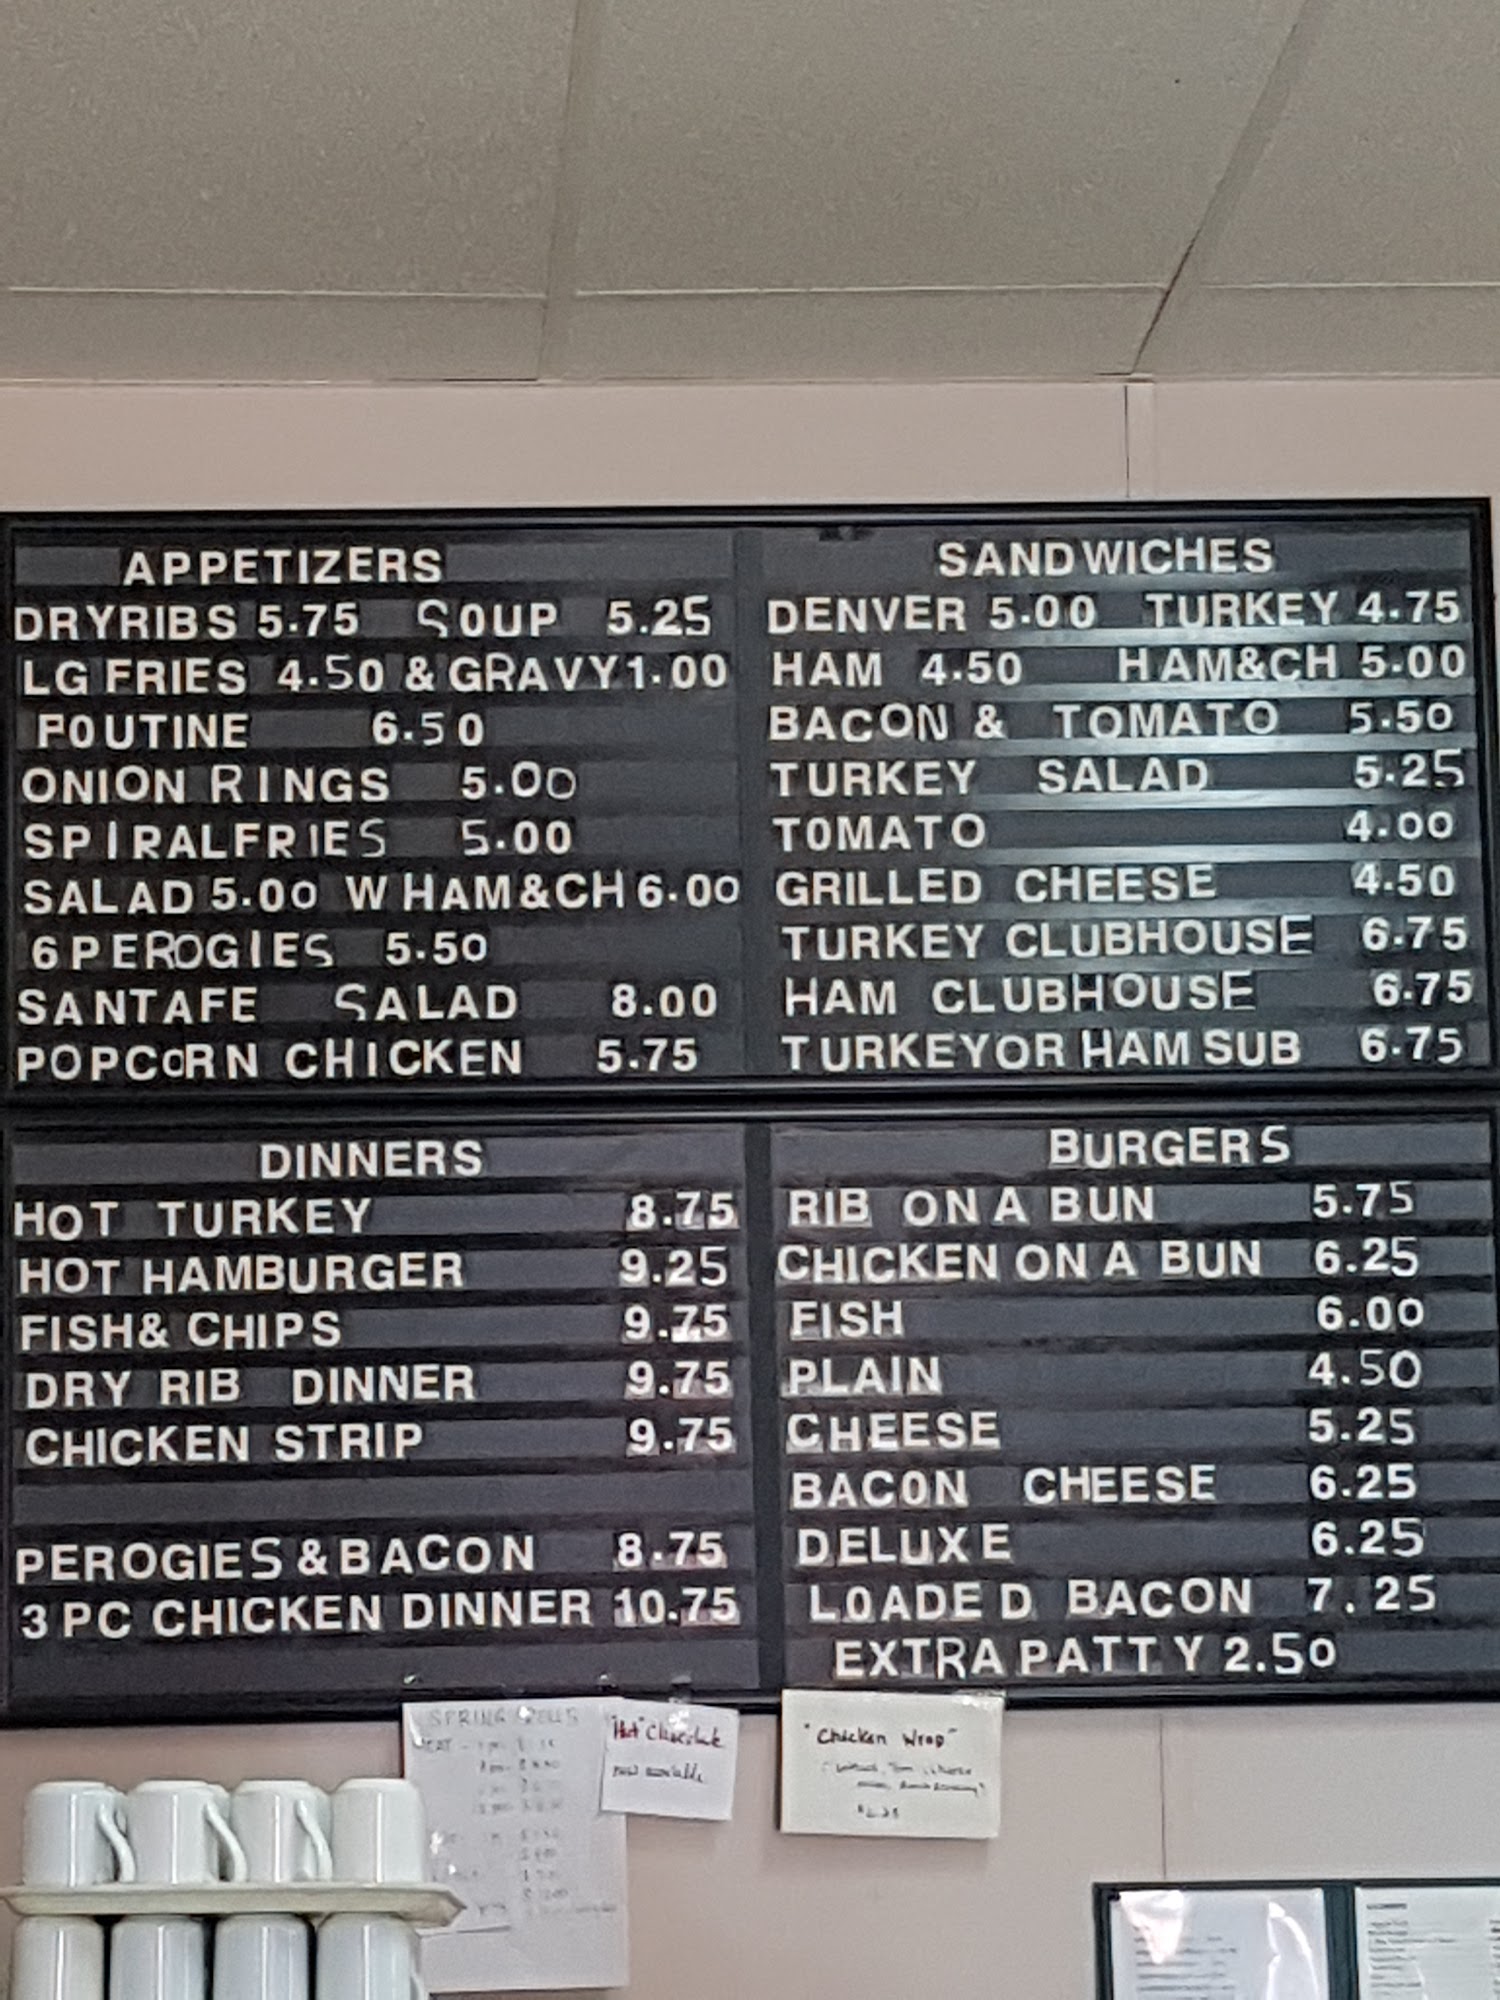 APPETIZERS
DRYRIBS 5.75 SOUP 5.25
LG FRIES 4.50 & GRAVY 1.00
POUTINE 6.50
ONION RINGS 5.00
SPIRALFRIES 5.00
SALAD 5.00 W HAM&CH 6.00
6 PEROGIES 5.50
SANTAFE SALAD 8.00
POPCORN CHICKEN 5.75
SANDWICHES
DENVER 5.00 TURKEY 4.75
HAM 4.50 HAM&CH 5.00
BACON & TOMATO 5.50
TURKEY SALAD 5.25
TOMATO 4.00
GRILLED CHEESE 4.50
TURKEY CLUBHOUSE 6.75
HAM CLUBHOUSE 6.75
TURKEYOR HAM SUB 6.75
DINNERS
HOT TURKEY 8.75
HOT HAMBURGER 9.25
FISH& CHIPS 9.75
DRY RIB DINNER 9.75
CHICKEN STRIP 9.75
PEROGIES & BACON 8.75
3 PC CHICKEN DINNER 10.75
BURGERS
RIB ON A BUN 5.75
CHICKEN ON A BUN 6.25
FISH 6.00
PLAIN 4.50
CHEESE 5.25
BACON CHEESE 6.25
DELUXE 6.25
LOADED BACON 7.25
EXTRA PATTY 2.50
SPRING ROLLS
"Hot" Chocolate
now available
"Chicken Wrap"